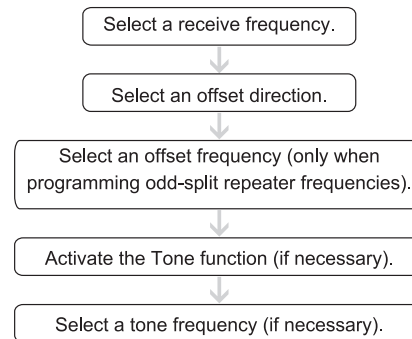 Select a receive frequency.
Select an offset direction.
Select an offset frequency (only when
programming odd-split repeater frequencies).
Activate the Tone function (if necessary).
Select a tone frequency (if necessary).